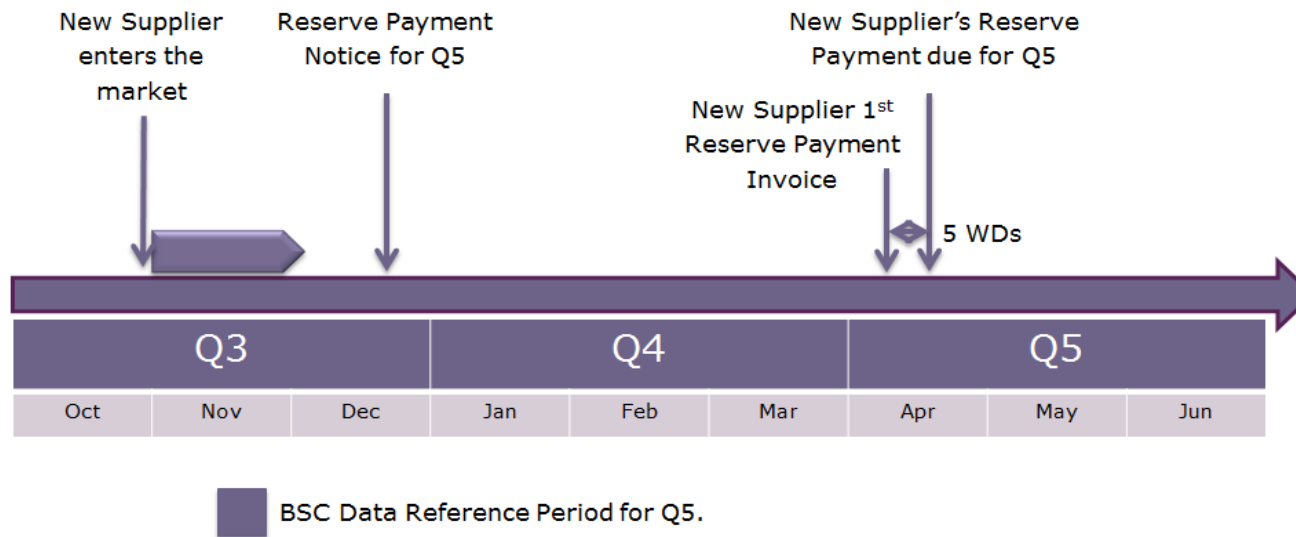 New Supplier
enters the
market
Reserve Payment
Notice for Q5
New Supplier's Reserve
Payment due for Q5
New Supplier 1st
Reserve Payment
Invoice
5 WDs
Q3 Q4 Q5
Oct Nov Dec Jan Feb Mar Apr May Jun
BSC Data Reference Period for Q5.